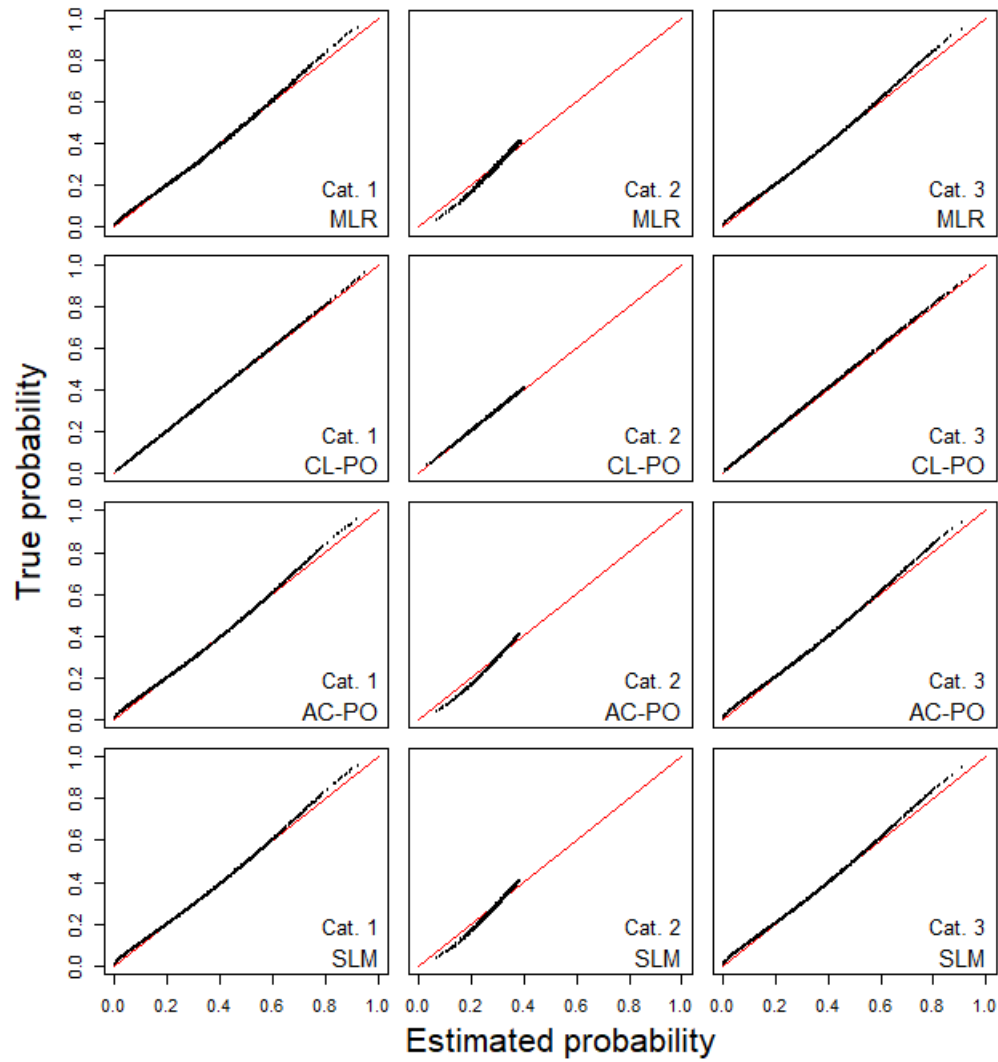 True probability
1.0
0.8
0.6
0.4
0.2
0.0
Cat. 1
MLR
Cat. 2
MLR
Cat. 3
MLR
1.0
0.8
0.6
0.4
0.2
0.0
Cat. 1
CL-PO
Cat. 2
CL-PO
Cat. 3
CL-PO
1.0
0.8
0.6
0.4
0.2
0.0
Cat. 1
AC-PO
Cat. 2
AC-PO
Cat. 3
AC-PO
1.0
0.8
0.6
0.4
0.2
0.0
Cat. 1
SLM
Cat. 2
SLM
Cat. 3
SLM
0.0 0.2 0.4 0.6 0.8 1.0
0.0 0.2 0.4 0.6 0.8 1.0
0.0 0.2 0.4 0.6 0.8 1.0
Estimated probability